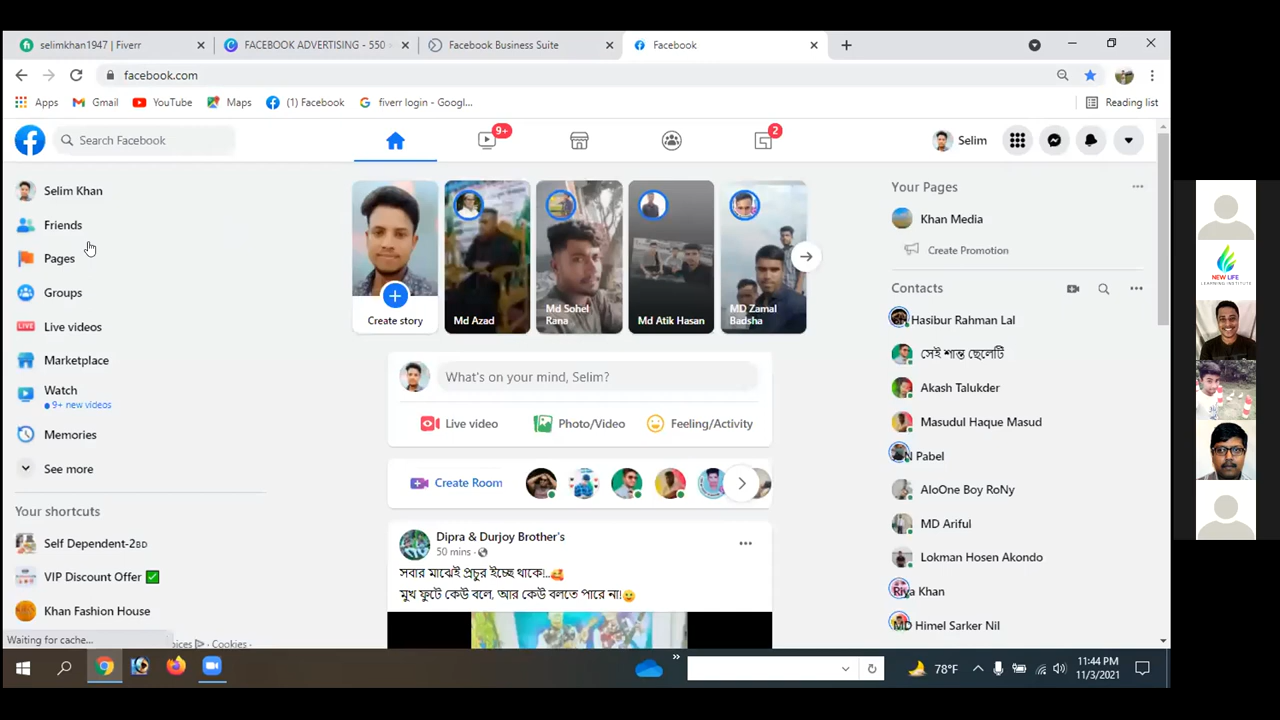 selimkhan1947 | Fiverr
FACEBOOK ADVERTISING - 550 ×
Facebook Business Suite
Facebook
facebook.com
Apps
Gmail
YouTube
Maps
(1) Facebook
fiverr login - Googl...
Reading list
Search Facebook
9+
2
Selim
Selim Khan
Friends
Pages
Groups
LIVE
Live videos
Marketplace
Watch
9+ new videos
Memories
See more
Your shortcuts
Self Dependent-2BD
VIP Discount Offer ✅
Khan Fashion House
Waiting for cache...
Cookies ·
Create story
Md Azad
Md Sohel
Rana
Md Atik Hasan
MD Zamal
Badsha
What's on your mind, Selim?
Live video
Photo/Video
Feeling/Activity
Create Room
Dipra & Durjoy Brother's
50 mins ·
সবার মাঝেই প্রচুর ইচ্ছে থাকে!..🥰
মুখ ফুটে কেউ বলে, আর কেউ বলতে পারে না!🙂
Your Pages
Khan Media
Create Promotion
Contacts
Hasibur Rahman Lal
সেই শান্ত ছেলেটি
Akash Talukder
Masudul Haque Masud
N Pabel
AloOne Boy RoNy
MD Ariful
Lokman Hosen Akondo
Riya Khan
MD Himel Sarker Nil
78°F
11:44 PM
11/3/2021
NEW LIFE
LEARNING INSTITUTE